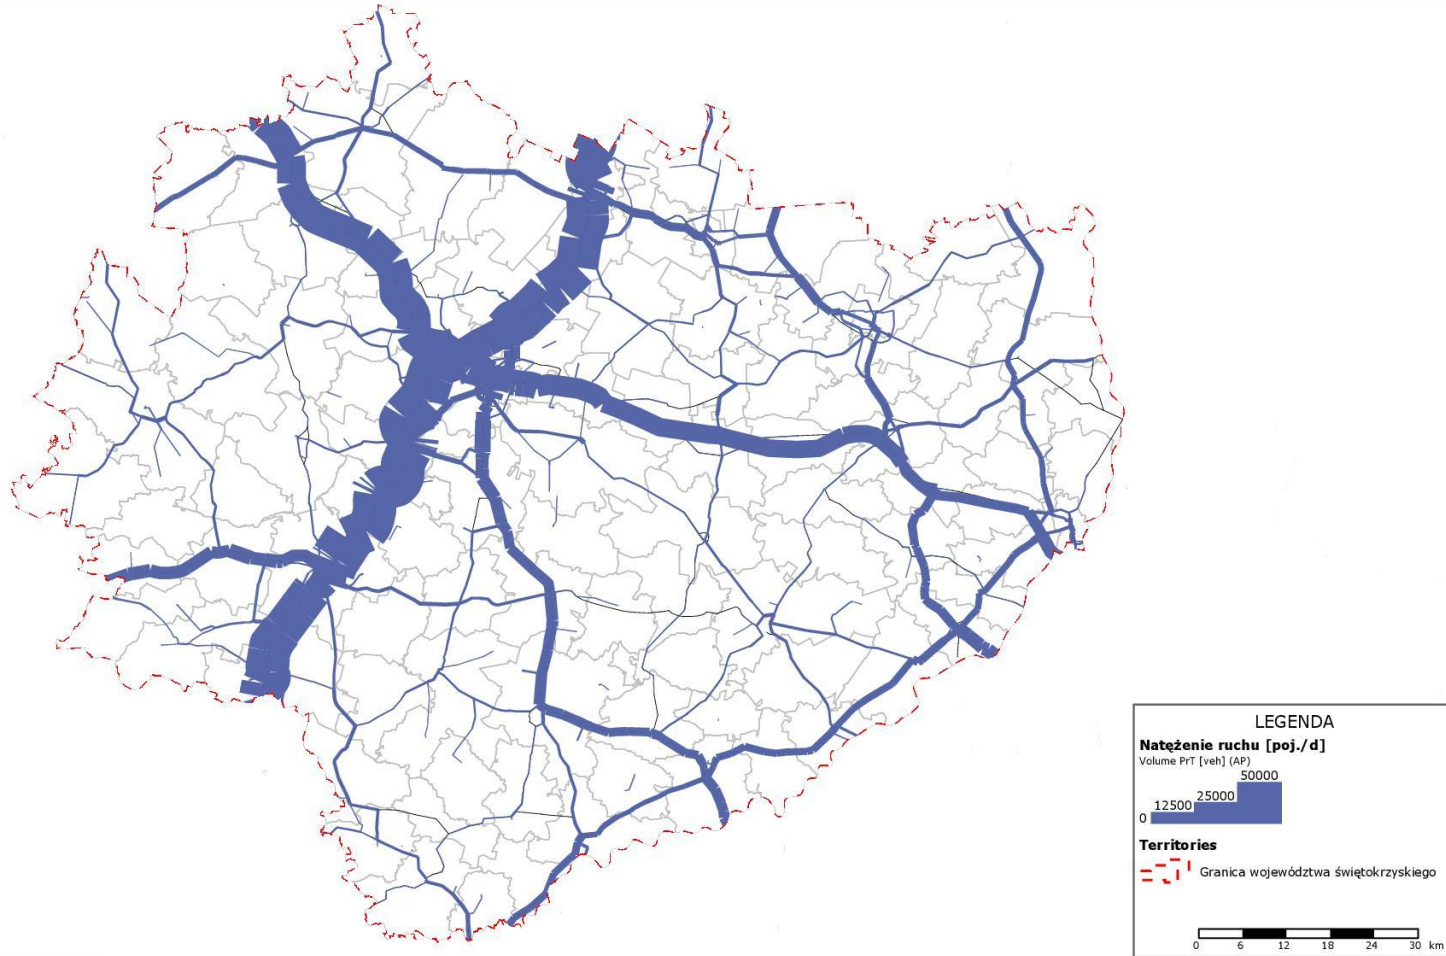 LEGENDA
Natężenie ruchu [poj./d]
Volume PrT [veh] (AP)
50000
25000
12500
0
Territories
Granica województwa świętokrzyskiego
0 6 12 18 24 30 km